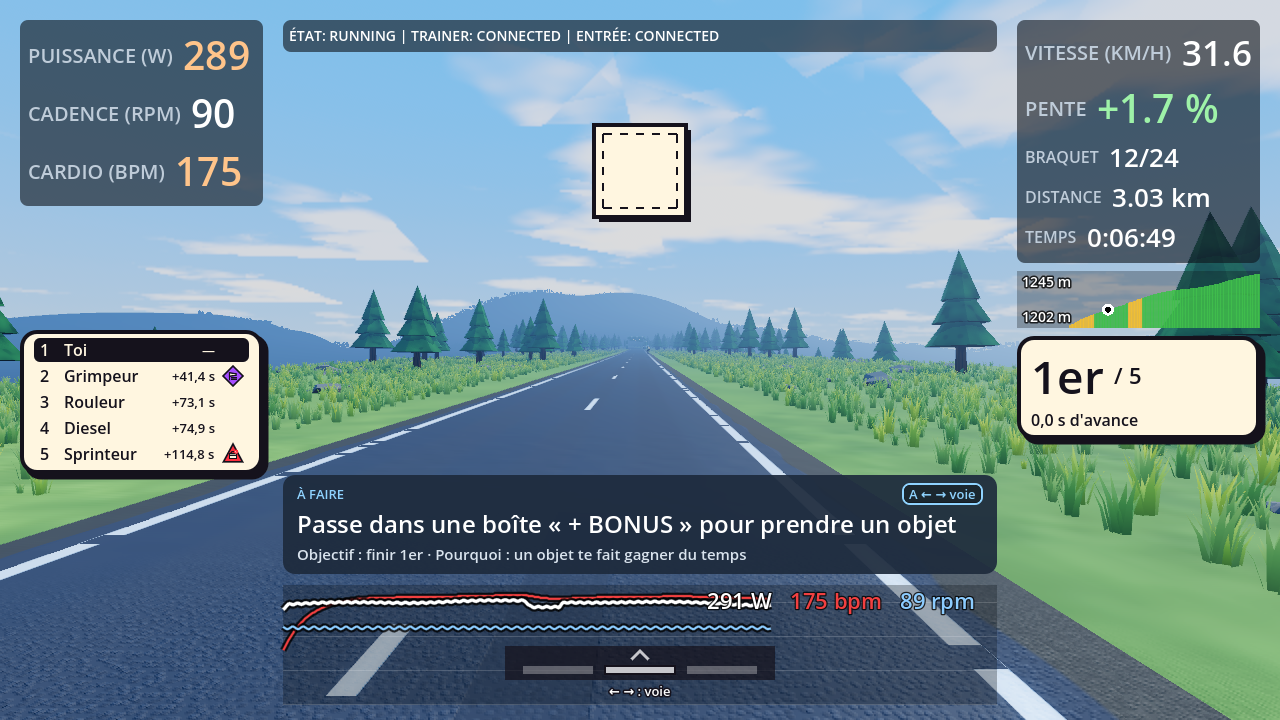 PUISSANCE (W) 289
CADENCE (RPM) 90
CARDIO (BPM) 175
ÉTAT: RUNNING | TRAINER: CONNECTED | ENTRÉE: CONNECTED
VITESSE (KM/H) 31.6
PENTE +1.7 %
BRAQUET 12/24
DISTANCE 3.03 km
TEMPS 0:06:49
1245 m
1202 m
1 Toi —
2 Grimpeur +41,4 s
3 Rouleur +73,1 s
4 Diesel +74,9 s
5 Sprinteur +114,8 s
1er / 5
0,0 s d'avance
À FAIRE
A ← → voie
Passe dans une boîte « + BONUS » pour prendre un objet
Objectif : finir 1er · Pourquoi : un objet te fait gagner du temps
291 W 175 bpm 89 rpm
← → : voie